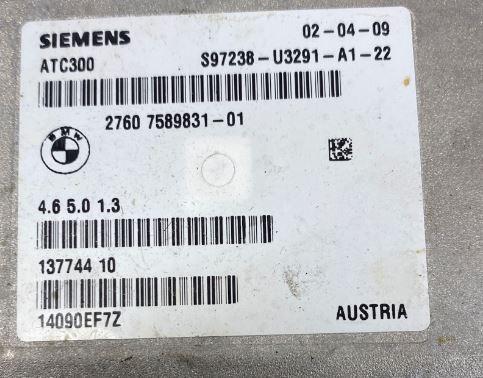 SIEMENS 02-04-09
ATC300 S97238-U3291-A1-22
2760 7589831-01
BMW
4.6 5.0 1.3
137744 10
14090EF7Z AUSTRIA